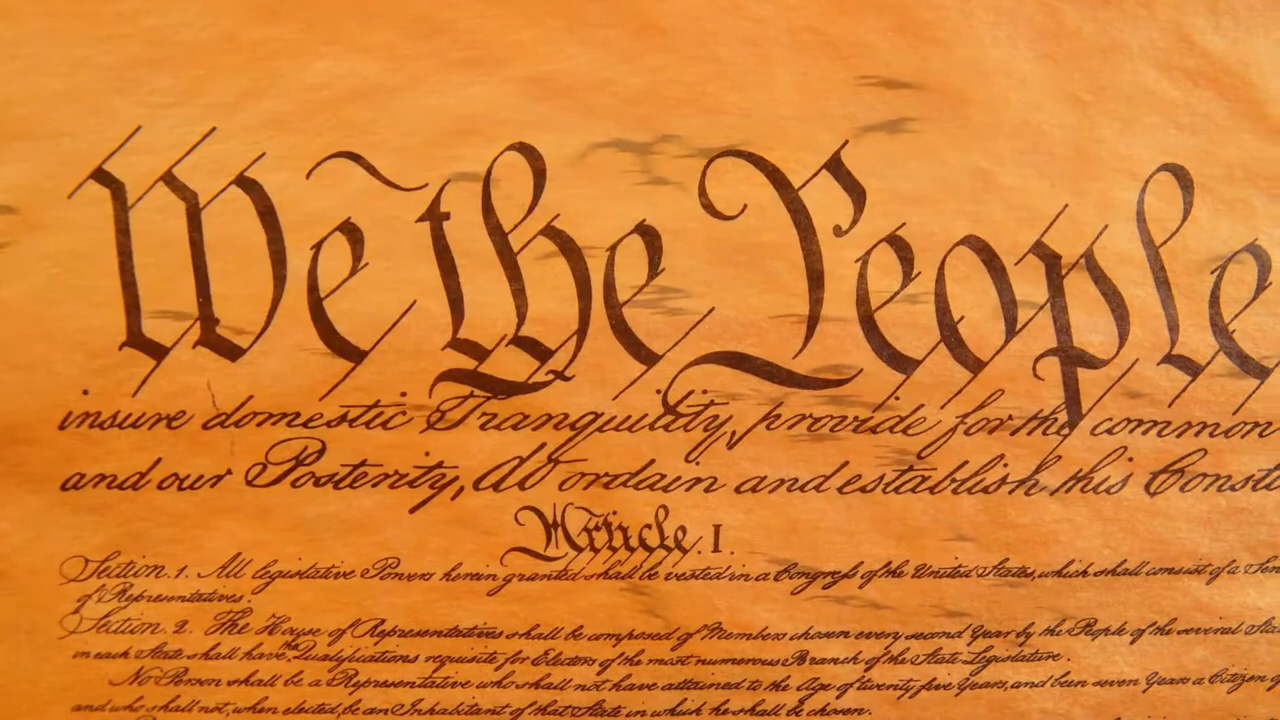 We the People
insure domestic Tranquility, provide for the common
and our Posterity, do ordain and establish this Consti
Article. I.
Section. 1. All legislative Powers herein granted shall be vested in a Congress of the United States, which shall consist of a Sen
of Representatives.
Section. 2. The House of Representatives shall be composed of Members chosen every second Year by the People of the several Sta
in each State shall have the Qualifications requisite for Electors of the most numerous Branch of the State Legislature.
No Person shall be a Representative who shall not have attained to the Age of twenty five Years, and been seven Years a Citizen o
and who shall not, when elected, be an Inhabitant of that State in which he shall be chosen.